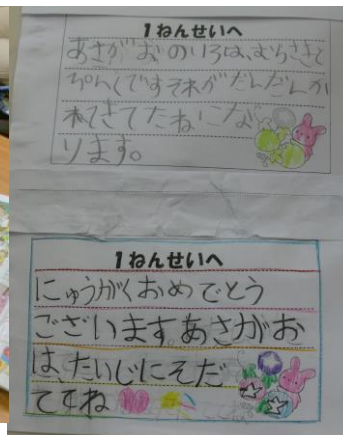 1ねんせいへ
あさがおのいろは、むらさきと
ぴんくですそれがだんだんか
れてきてたねにな
ります。
1ねんせいへ
にゅうがくおめでとう
ございます。あさがお
は、たいじにそだ
ててね